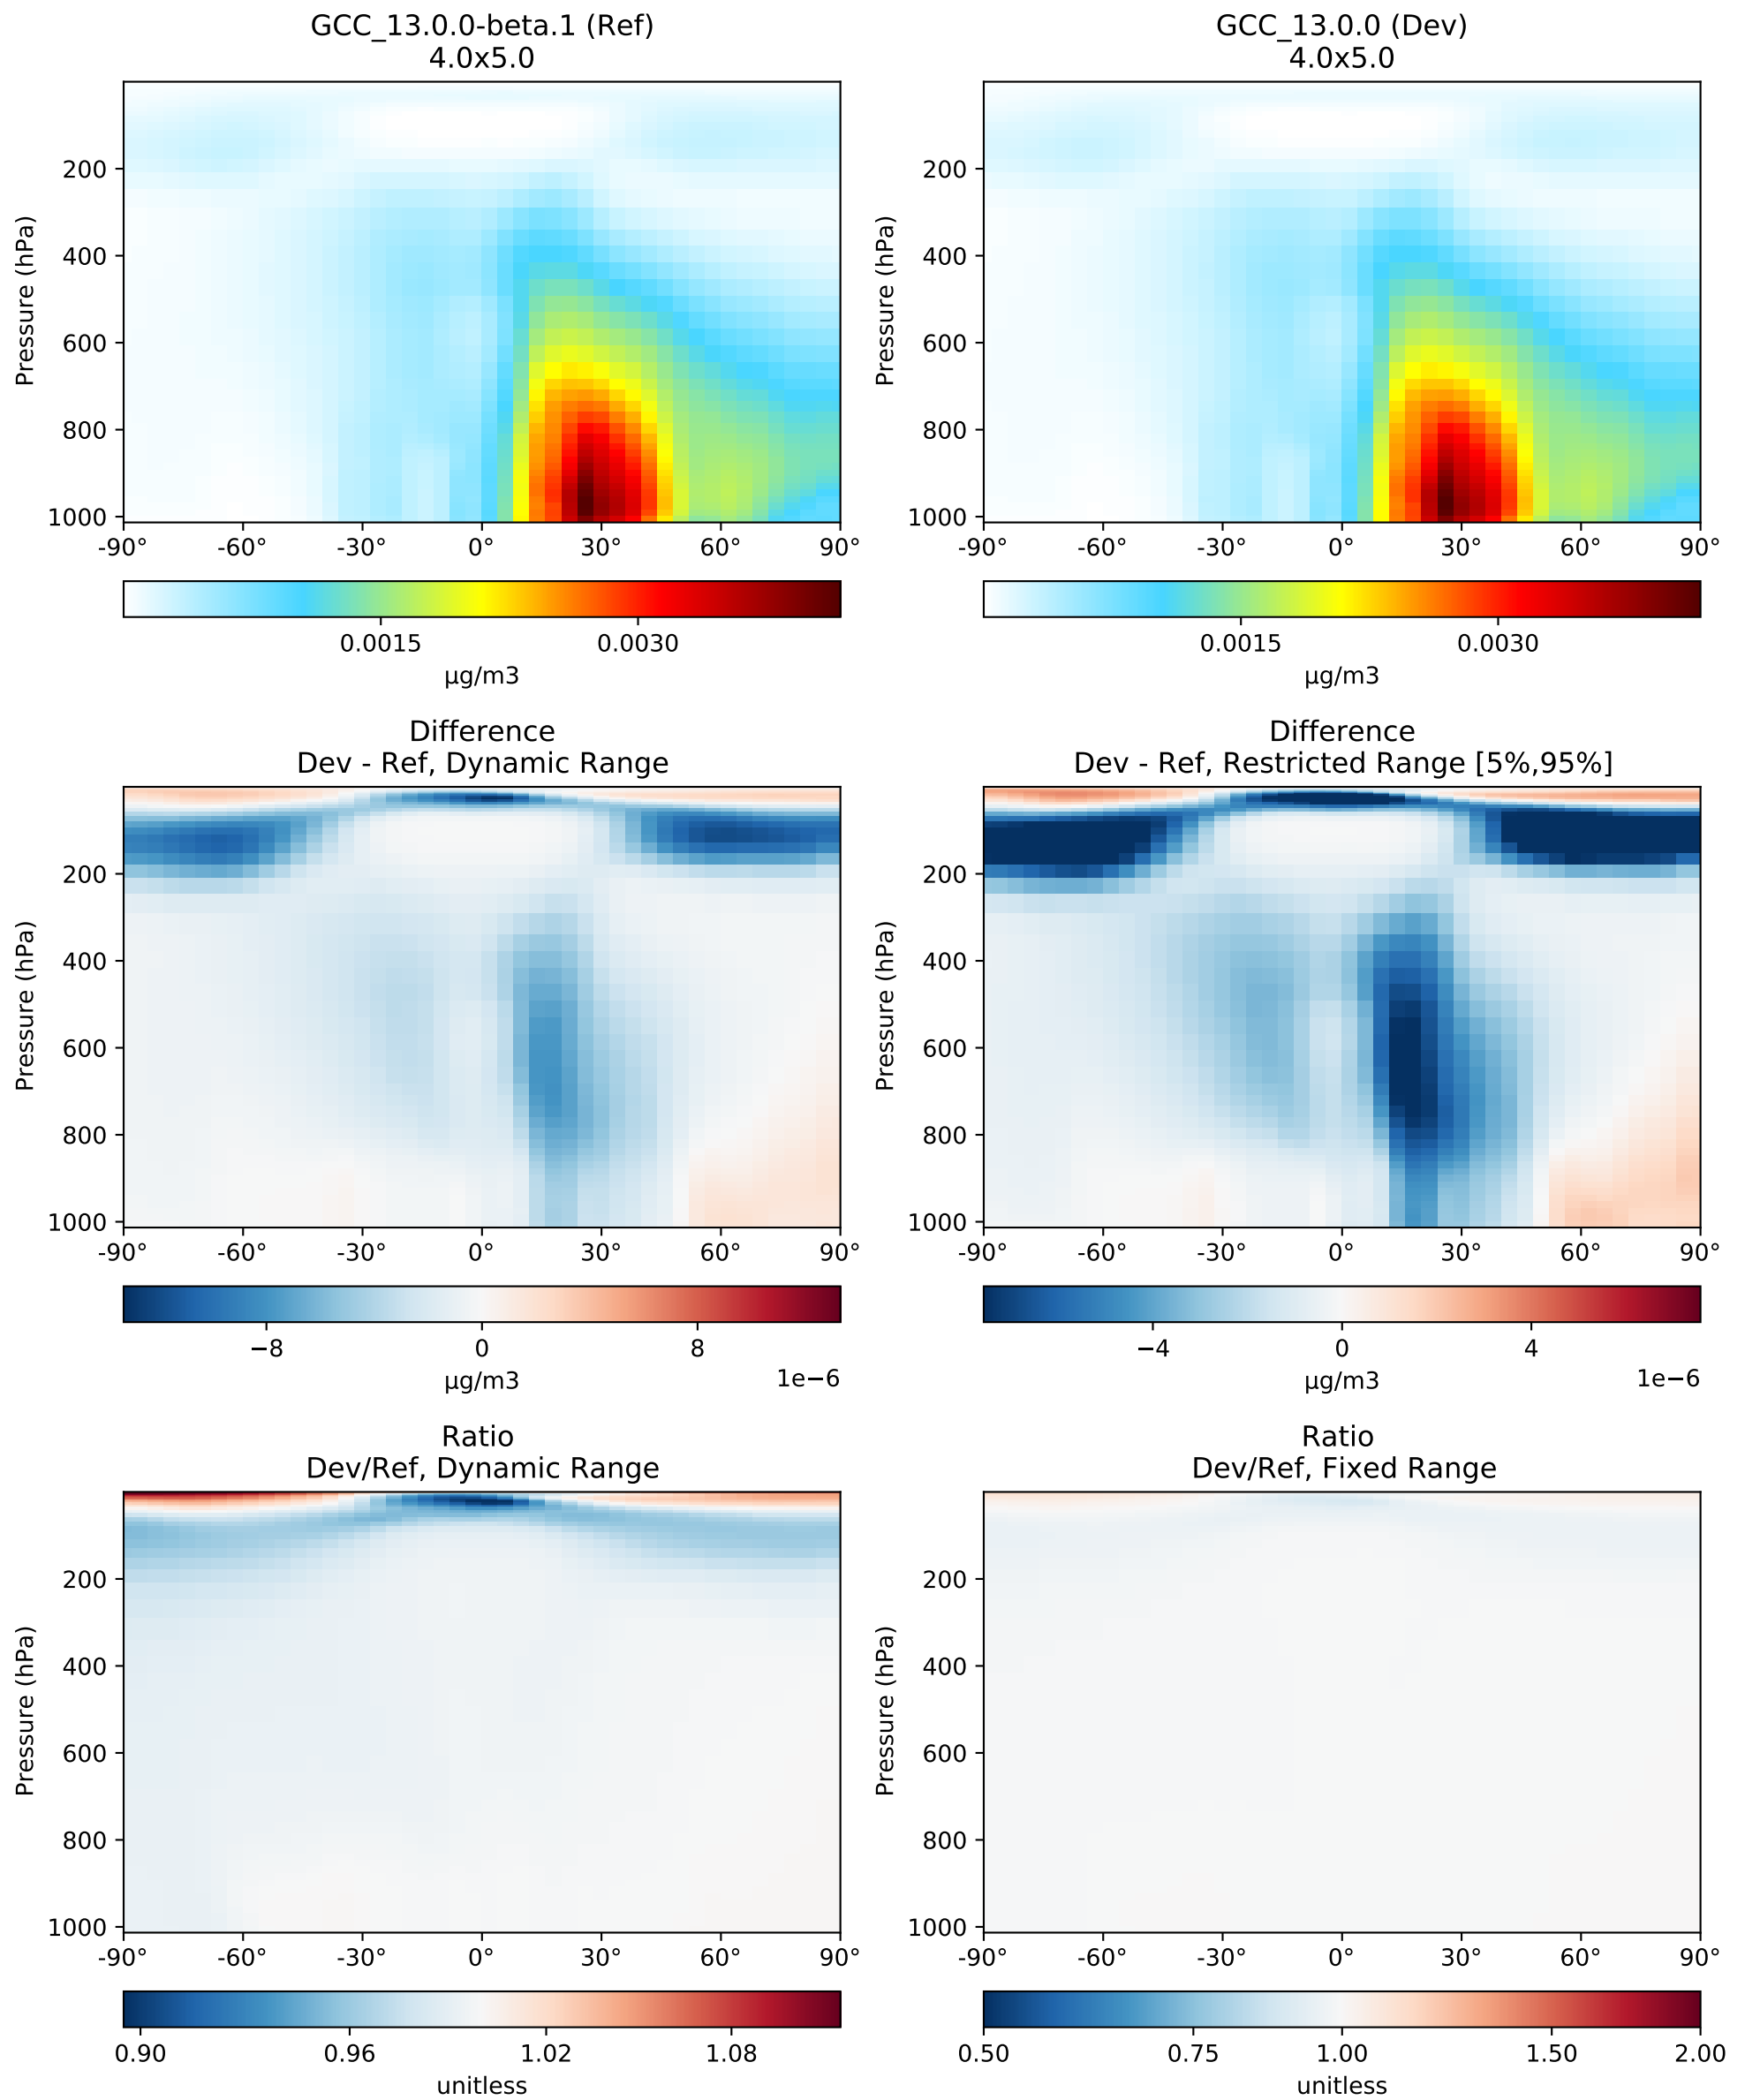 GCC_13.0.0-beta.1 (Ref)
4.0x5.0
Pressure (hPa)
200
400
600
800
1000
-90° -60° -30° 0° 30° 60° 90°
0.0015 0.0030
µg/m3
GCC_13.0.0 (Dev)
4.0x5.0
Pressure (hPa)
200
400
600
800
1000
-90° -60° -30° 0° 30° 60° 90°
0.0015 0.0030
µg/m3
Difference
Dev - Ref, Dynamic Range
Pressure (hPa)
200
400
600
800
1000
-90° -60° -30° 0° 30° 60° 90°
−8 0 8
µg/m3 1e−6
Difference
Dev - Ref, Restricted Range [5%,95%]
Pressure (hPa)
200
400
600
800
1000
-90° -60° -30° 0° 30° 60° 90°
−4 0 4
µg/m3 1e−6
Ratio
Dev/Ref, Dynamic Range
Pressure (hPa)
200
400
600
800
1000
-90° -60° -30° 0° 30° 60° 90°
0.90 0.96 1.02 1.08
unitless
Ratio
Dev/Ref, Fixed Range
Pressure (hPa)
200
400
600
800
1000
-90° -60° -30° 0° 30° 60° 90°
0.50 0.75 1.00 1.50 2.00
unitless